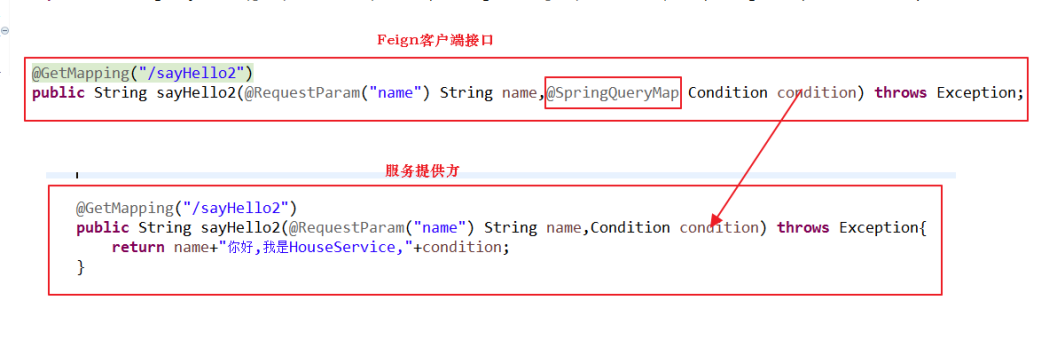 Feign客户端接口
@GetMapping("/sayHello2")
public String sayHello2(@RequestParam("name") String name,@SpringQueryMap Condition condition) throws Exception;
服务提供方
@GetMapping("/sayHello2")
public String sayHello2(@RequestParam("name") String name,Condition condition) throws Exception{
return name+"你好,我是HouseService,"+condition;
}